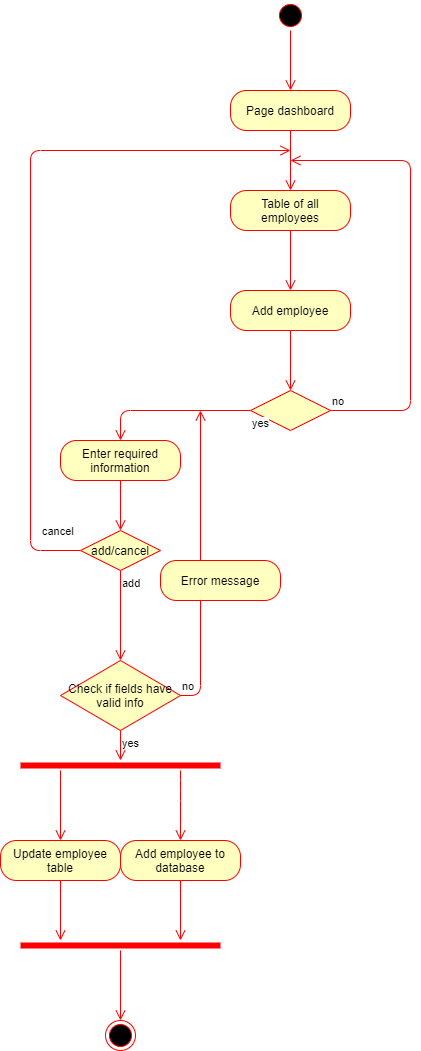 Page dashboard
Table of all
employees
Add employee
no
yes
Enter required
information
cancel
add/cancel
add
Error message
Check if fields have
valid info
no
yes
Update employee
table
Add employee to
database